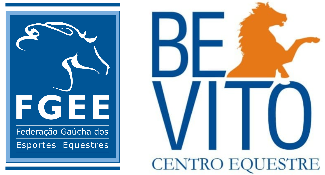 FGEE
Federação Gaúcha dos
Esportes Equestres
BE
VITO
CENTRO EQUESTRE